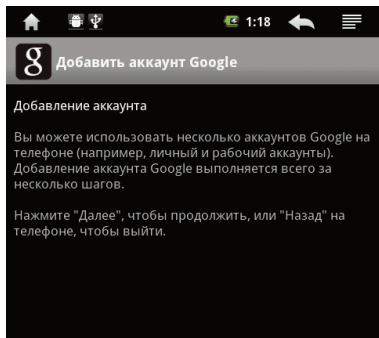 1:18
Добавить аккаунт Google
Добавление аккаунта
Вы можете использовать несколько аккаунтов Google на
телефоне (например, личный и рабочий аккаунты).
Добавление аккаунта Google выполняется всего за
несколько шагов.
Нажмите "Далее", чтобы продолжить, или "Назад" на
телефоне, чтобы выйти.